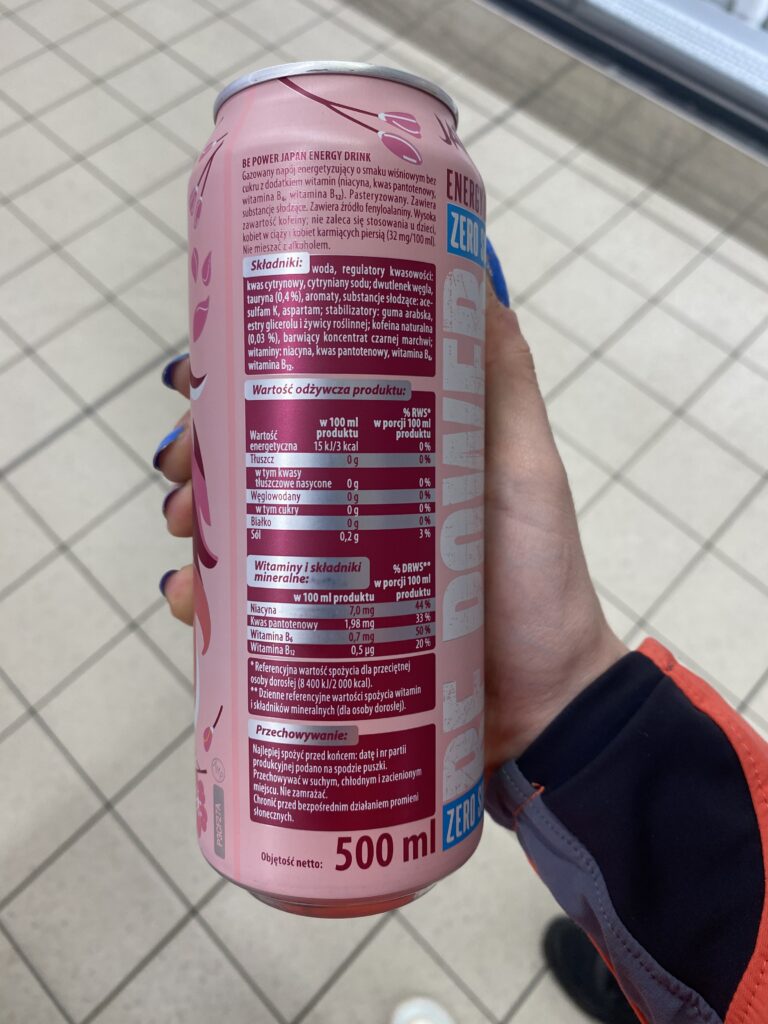 BE POWER JAPAN ENERGY DRINK
Gazowany napój energetyzujący o smaku wiśniowym bez
cukru z dodatkiem witamin (niacyna, kwas pantotenowy,
witamina B₆, witamina B₁₂). Pasteryzowany. Zawiera
substancje słodzące. Zawiera źródło fenyloalaniny. Wysoka
zawartość kofeiny; nie zaleca się stosowania u dzieci,
kobiet w ciąży i kobiet karmiących piersią (32 mg/100 ml).
Nie mieszać z alkoholem.
Składniki: woda, regulatory kwasowości:
kwas cytrynowy, cytryniany sodu; dwutlenek węgla,
tauryna (0,4 %), aromaty, substancje słodzące: ace-
sulfam K, aspartam; stabilizatory: guma arabska,
estry glicerolu i żywicy roślinnej; kofeina naturalna
(0,03 %), barwiący koncentrat czarnej marchwi;
witaminy: niacyna, kwas pantotenowy, witamina B₆,
witamina B₁₂.
Wartość odżywcza produktu:
w 100 ml produktu % RWS* w porcji 100 ml produktu
Wartość energetyczna 15 kJ/3 kcal 0 %
Tłuszcz 0 g 0 %
w tym kwasy
tłuszczowe nasycone 0 g 0 %
Węglowodany 0 g 0 %
w tym cukry 0 g 0 %
Białko 0 g 0 %
Sól 0,2 g 3 %
Witaminy i składniki
mineralne:
w 100 ml produktu % DRWS** w porcji 100 ml produktu
Niacyna 7,0 mg 44 %
Kwas pantotenowy 1,98 mg 33 %
Witamina B₆ 0,7 mg 50 %
Witamina B₁₂ 0,5 µg 20 %
* Referencyjna wartość spożycia dla przeciętnej
osoby dorosłej (8 400 kJ/2 000 kcal).
** Dzienne referencyjne wartości spożycia witamin
i składników mineralnych (dla osoby dorosłej).
Przechowywanie:
Najlepiej spożyć przed końcem: datę i nr partii
produkcyjnej podano na spodzie puszki.
Przechowywać w suchym, chłodnym i zacienionym
miejscu. Nie zamrażać.
Chronić przed bezpośrednim działaniem promieni
słonecznych.
Objętość netto: 500 ml
ENERGY
ZERO
BE POWER
ZERO